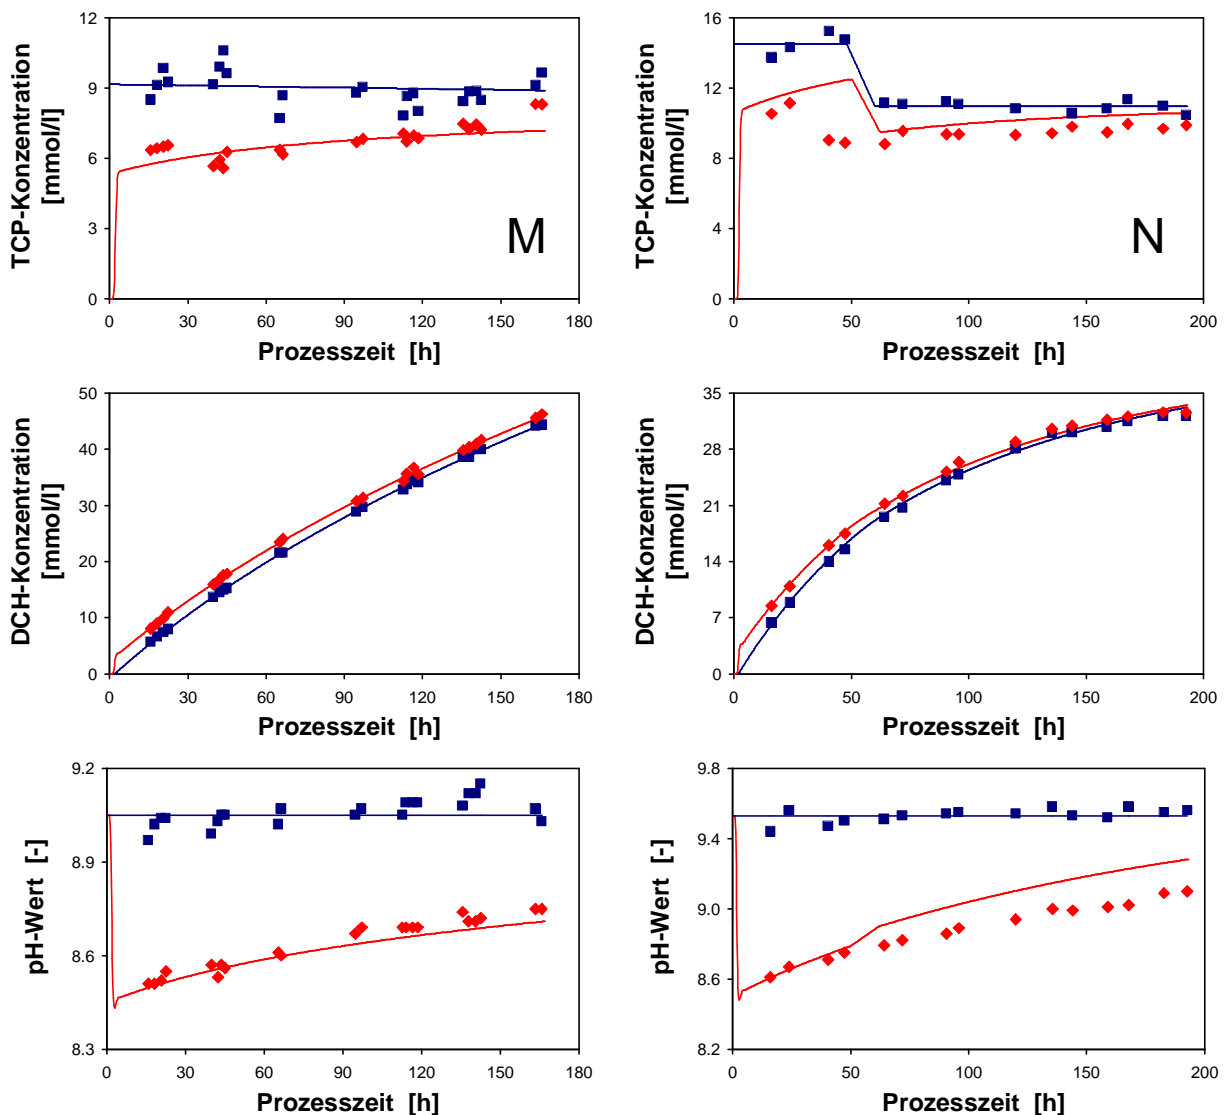 TCP-Konzentration
[mmol/l]
12
9
6
3
0
M
0 30 60 90 120 150 180
Prozesszeit [h]
TCP-Konzentration
[mmol/l]
16
12
8
4
0
N
0 50 100 150 200
Prozesszeit [h]
DCH-Konzentration
[mmol/l]
50
40
30
20
10
0
0 30 60 90 120 150 180
Prozesszeit [h]
DCH-Konzentration
[mmol/l]
35
28
21
14
7
0
0 50 100 150 200
Prozesszeit [h]
pH-Wert [-]
9.2
8.9
8.6
8.3
0 30 60 90 120 150 180
Prozesszeit [h]
pH-Wert [-]
9.8
9.4
9.0
8.6
8.2
0 50 100 150 200
Prozesszeit [h]